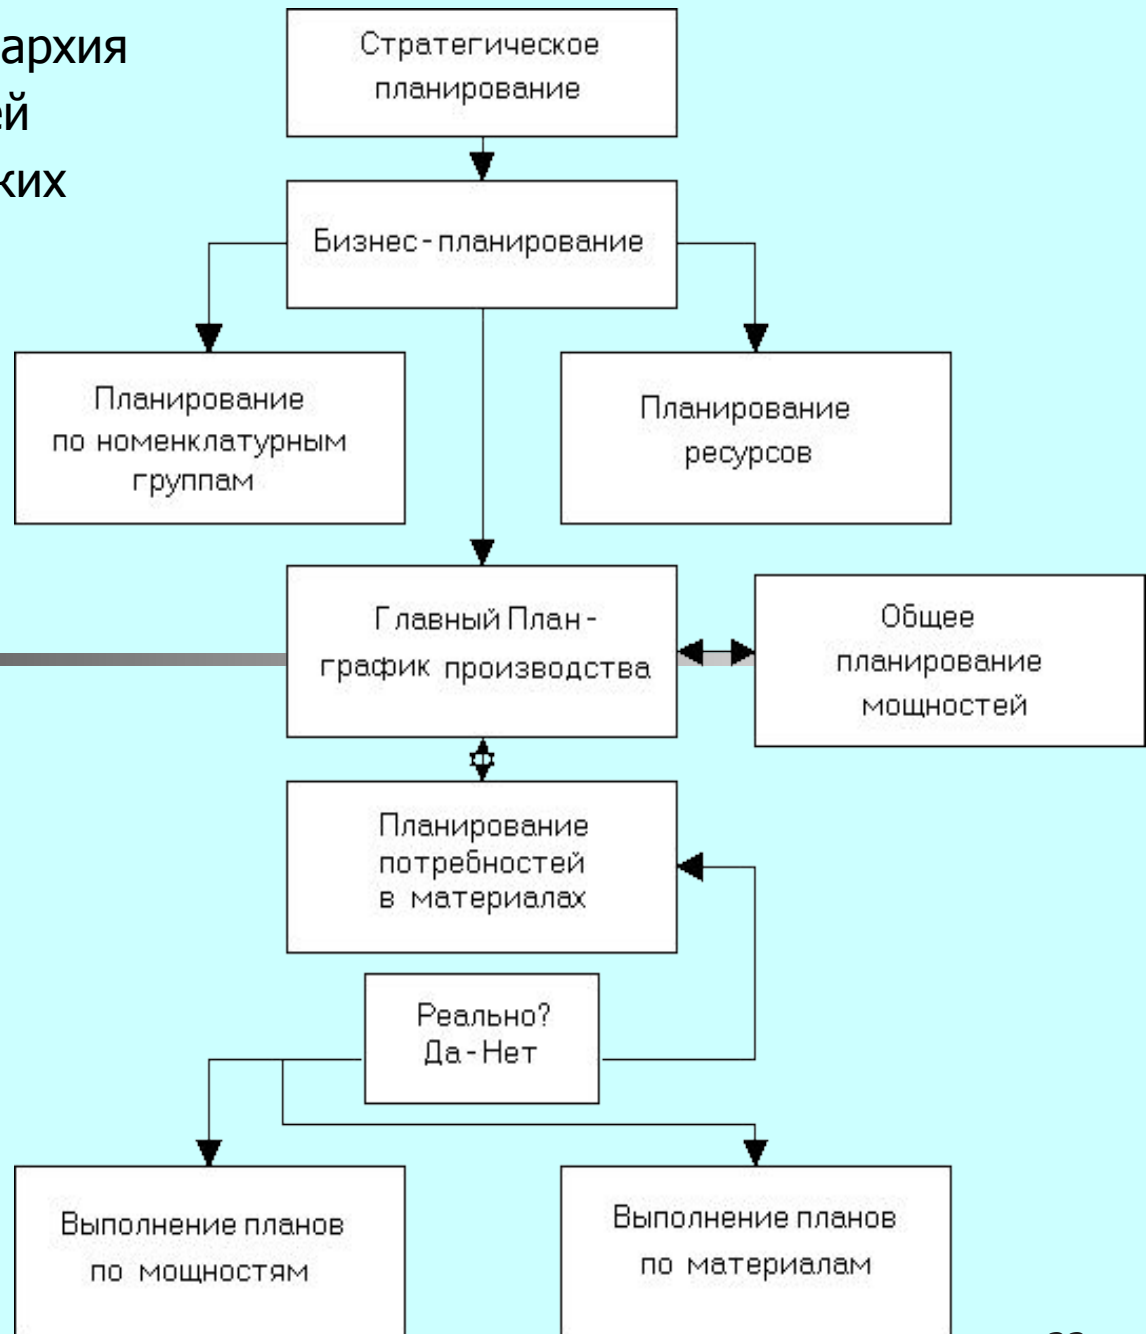 архия
ей
ких
Стратегическое
планирование
Бизнес-планирование
Планирование
по номенклатурным
группам
Планирование
ресурсов
Главный План-
график производства
Общее
планирование
мощностей
Планирование
потребностей
в материалах
Реально?
Да-Нет
Выполнение планов
по мощностям
Выполнение планов
по материалам